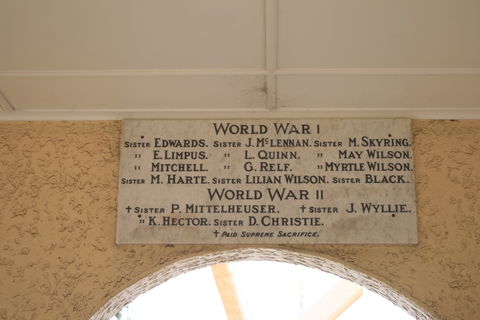 WORLD WAR I
SISTER EDWARDS. SISTER J. McLENNAN. SISTER M. SKYRING.
" E. LIMPUS. " L. QUINN. " MAY WILSON.
" MITCHELL. " G. RELF. " MYRTLE WILSON.
SISTER M. HARTE. SISTER LILIAN WILSON. SISTER BLACK.
WORLD WAR II
† SISTER P. MITTELHEUSER. † SISTER J. WYLLIE.
" K. HECTOR. SISTER D. CHRISTIE.
† PAID SUPREME SACRIFICE.